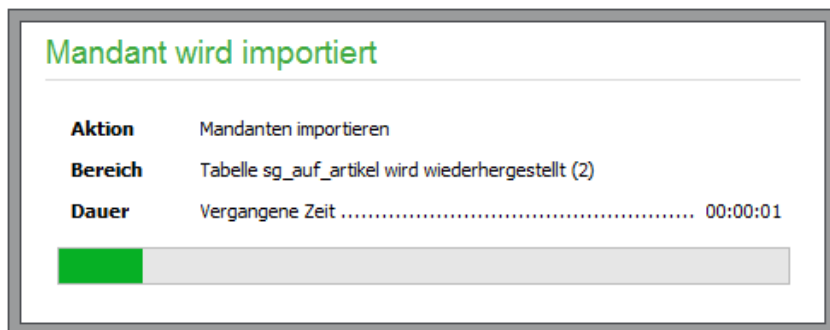 Mandant wird importiert
Aktion Mandanten importieren
Bereich Tabelle sg_auf_artikel wird wiederhergestellt (2)
Dauer Vergangene Zeit .................................................... 00:00:01